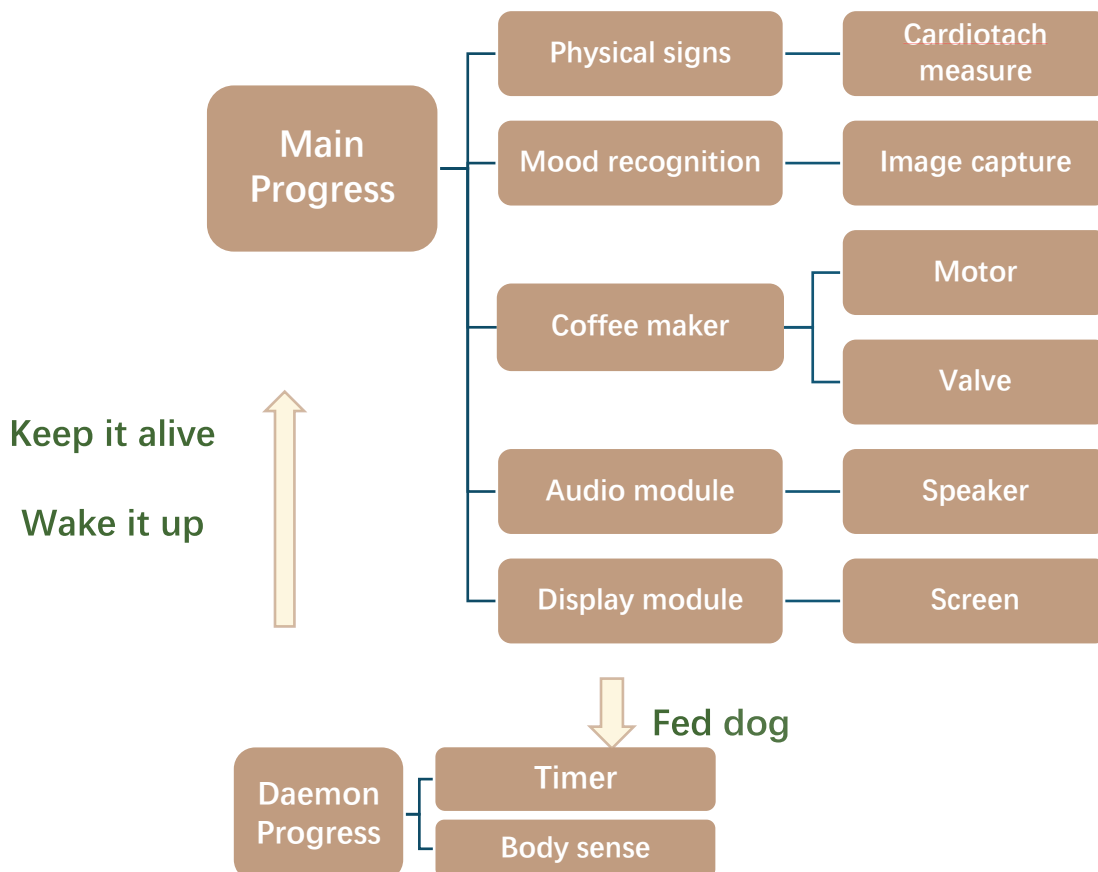 Main
Progress
Physical signs
Cardiotach
measure
Mood recognition
Image capture
Coffee maker
Motor
Valve
Audio module
Speaker
Display module
Screen
Keep it alive
Wake it up
Fed dog
Daemon
Progress
Timer
Body sense